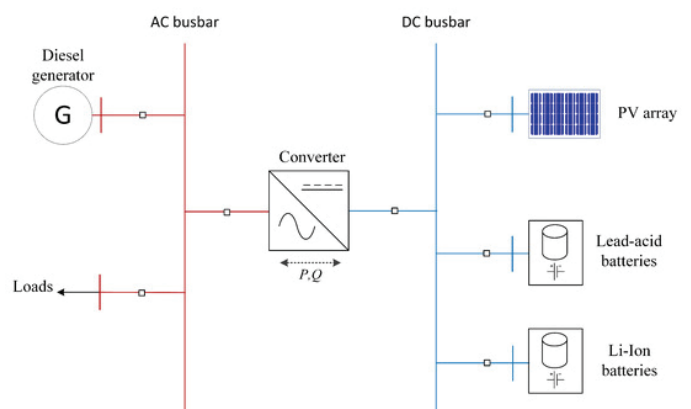 AC busbar
DC busbar
Diesel
generator
G
PV array
Converter
P,Q
Lead-acid
batteries
Loads
Li-Ion
batteries